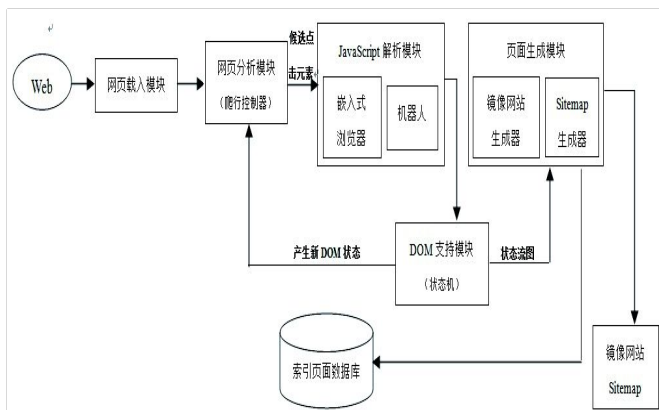 Web
网页载入模块
网页分析模块
（爬行控制器）
候选点
击元素
JavaScript 解析模块
嵌入式
浏览器
机器人
页面生成模块
镜像网站
生成器
Sitemap
生成器
产生新 DOM 状态
DOM 支持模块
（状态机）
状态流图
索引页面数据库
镜像网站
Sitemap